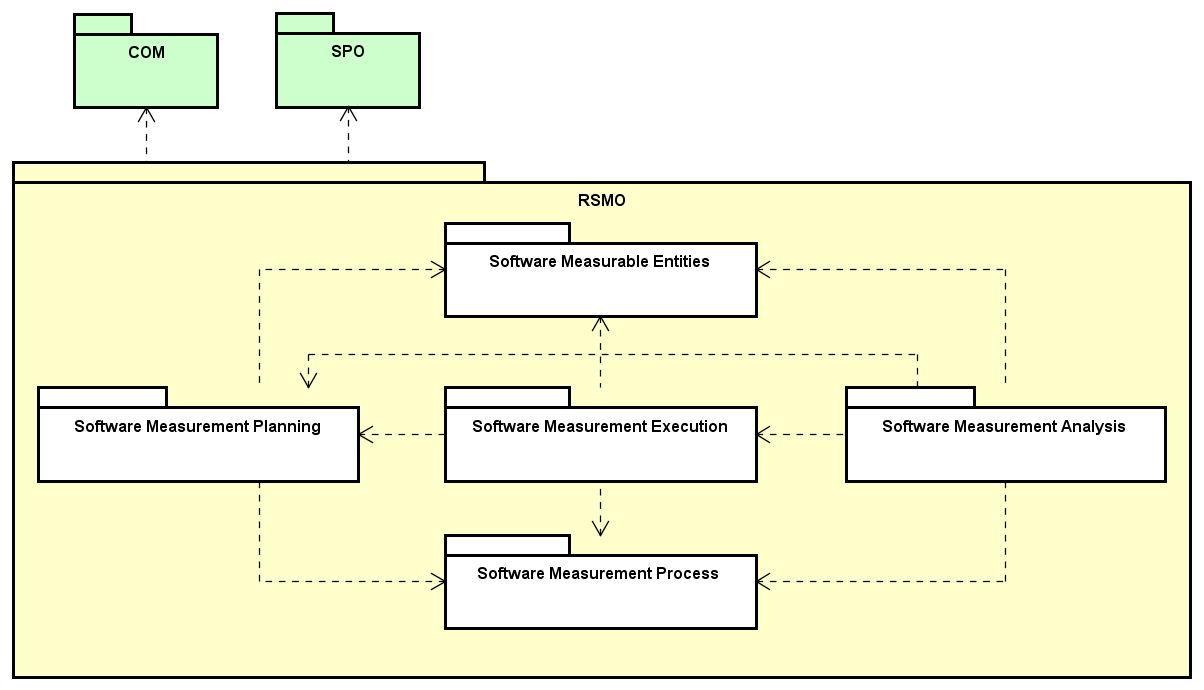 COM
SPO
RSMO
Software Measurable Entities
Software Measurement Planning
Software Measurement Execution
Software Measurement Analysis
Software Measurement Process